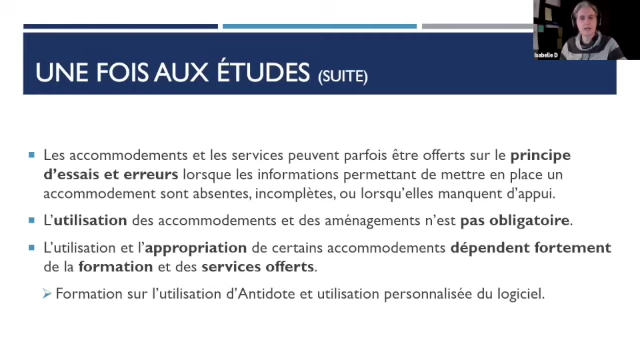 UNE FOIS AUX ÉTUDES (SUITE)
Isabelle D
Les accommodements et les services peuvent parfois être offerts sur le principe
d'essais et erreurs lorsque les informations permettant de mettre en place un
accommodement sont absentes, incomplètes, ou lorsqu'elles manquent d'appui.
L'utilisation des accommodements et des aménagements n'est pas obligatoire.
L'utilisation et l'appropriation de certains accommodements dépendent fortement
de la formation et des services offerts.
Formation sur l'utilisation d'Antidote et utilisation personnalisée du logiciel.